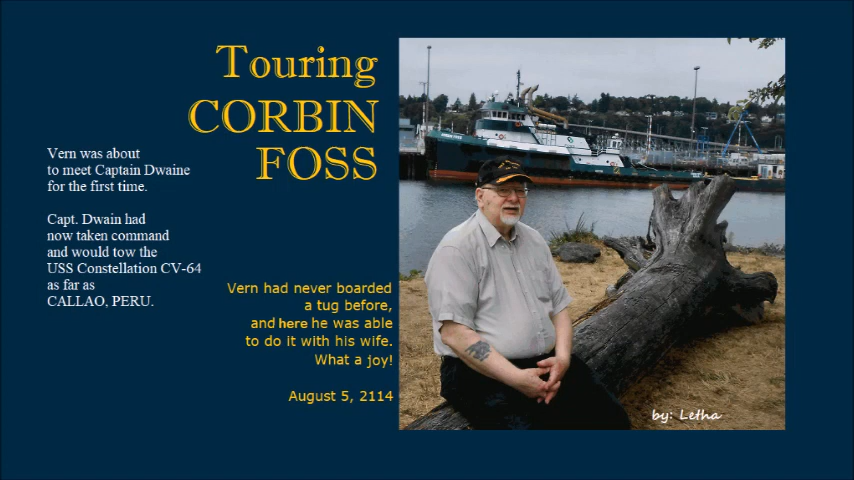 Touring
CORBIN
FOSS
Vern was about
to meet Captain Dwaine
for the first time.
Capt. Dwain had
now taken command
and would tow the
USS Constellation CV-64
as far as
CALLAO, PERU.
Vern had never boarded
a tug before,
and here he was able
to do it with his wife.
What a joy!
August 5, 2114
by: Letha